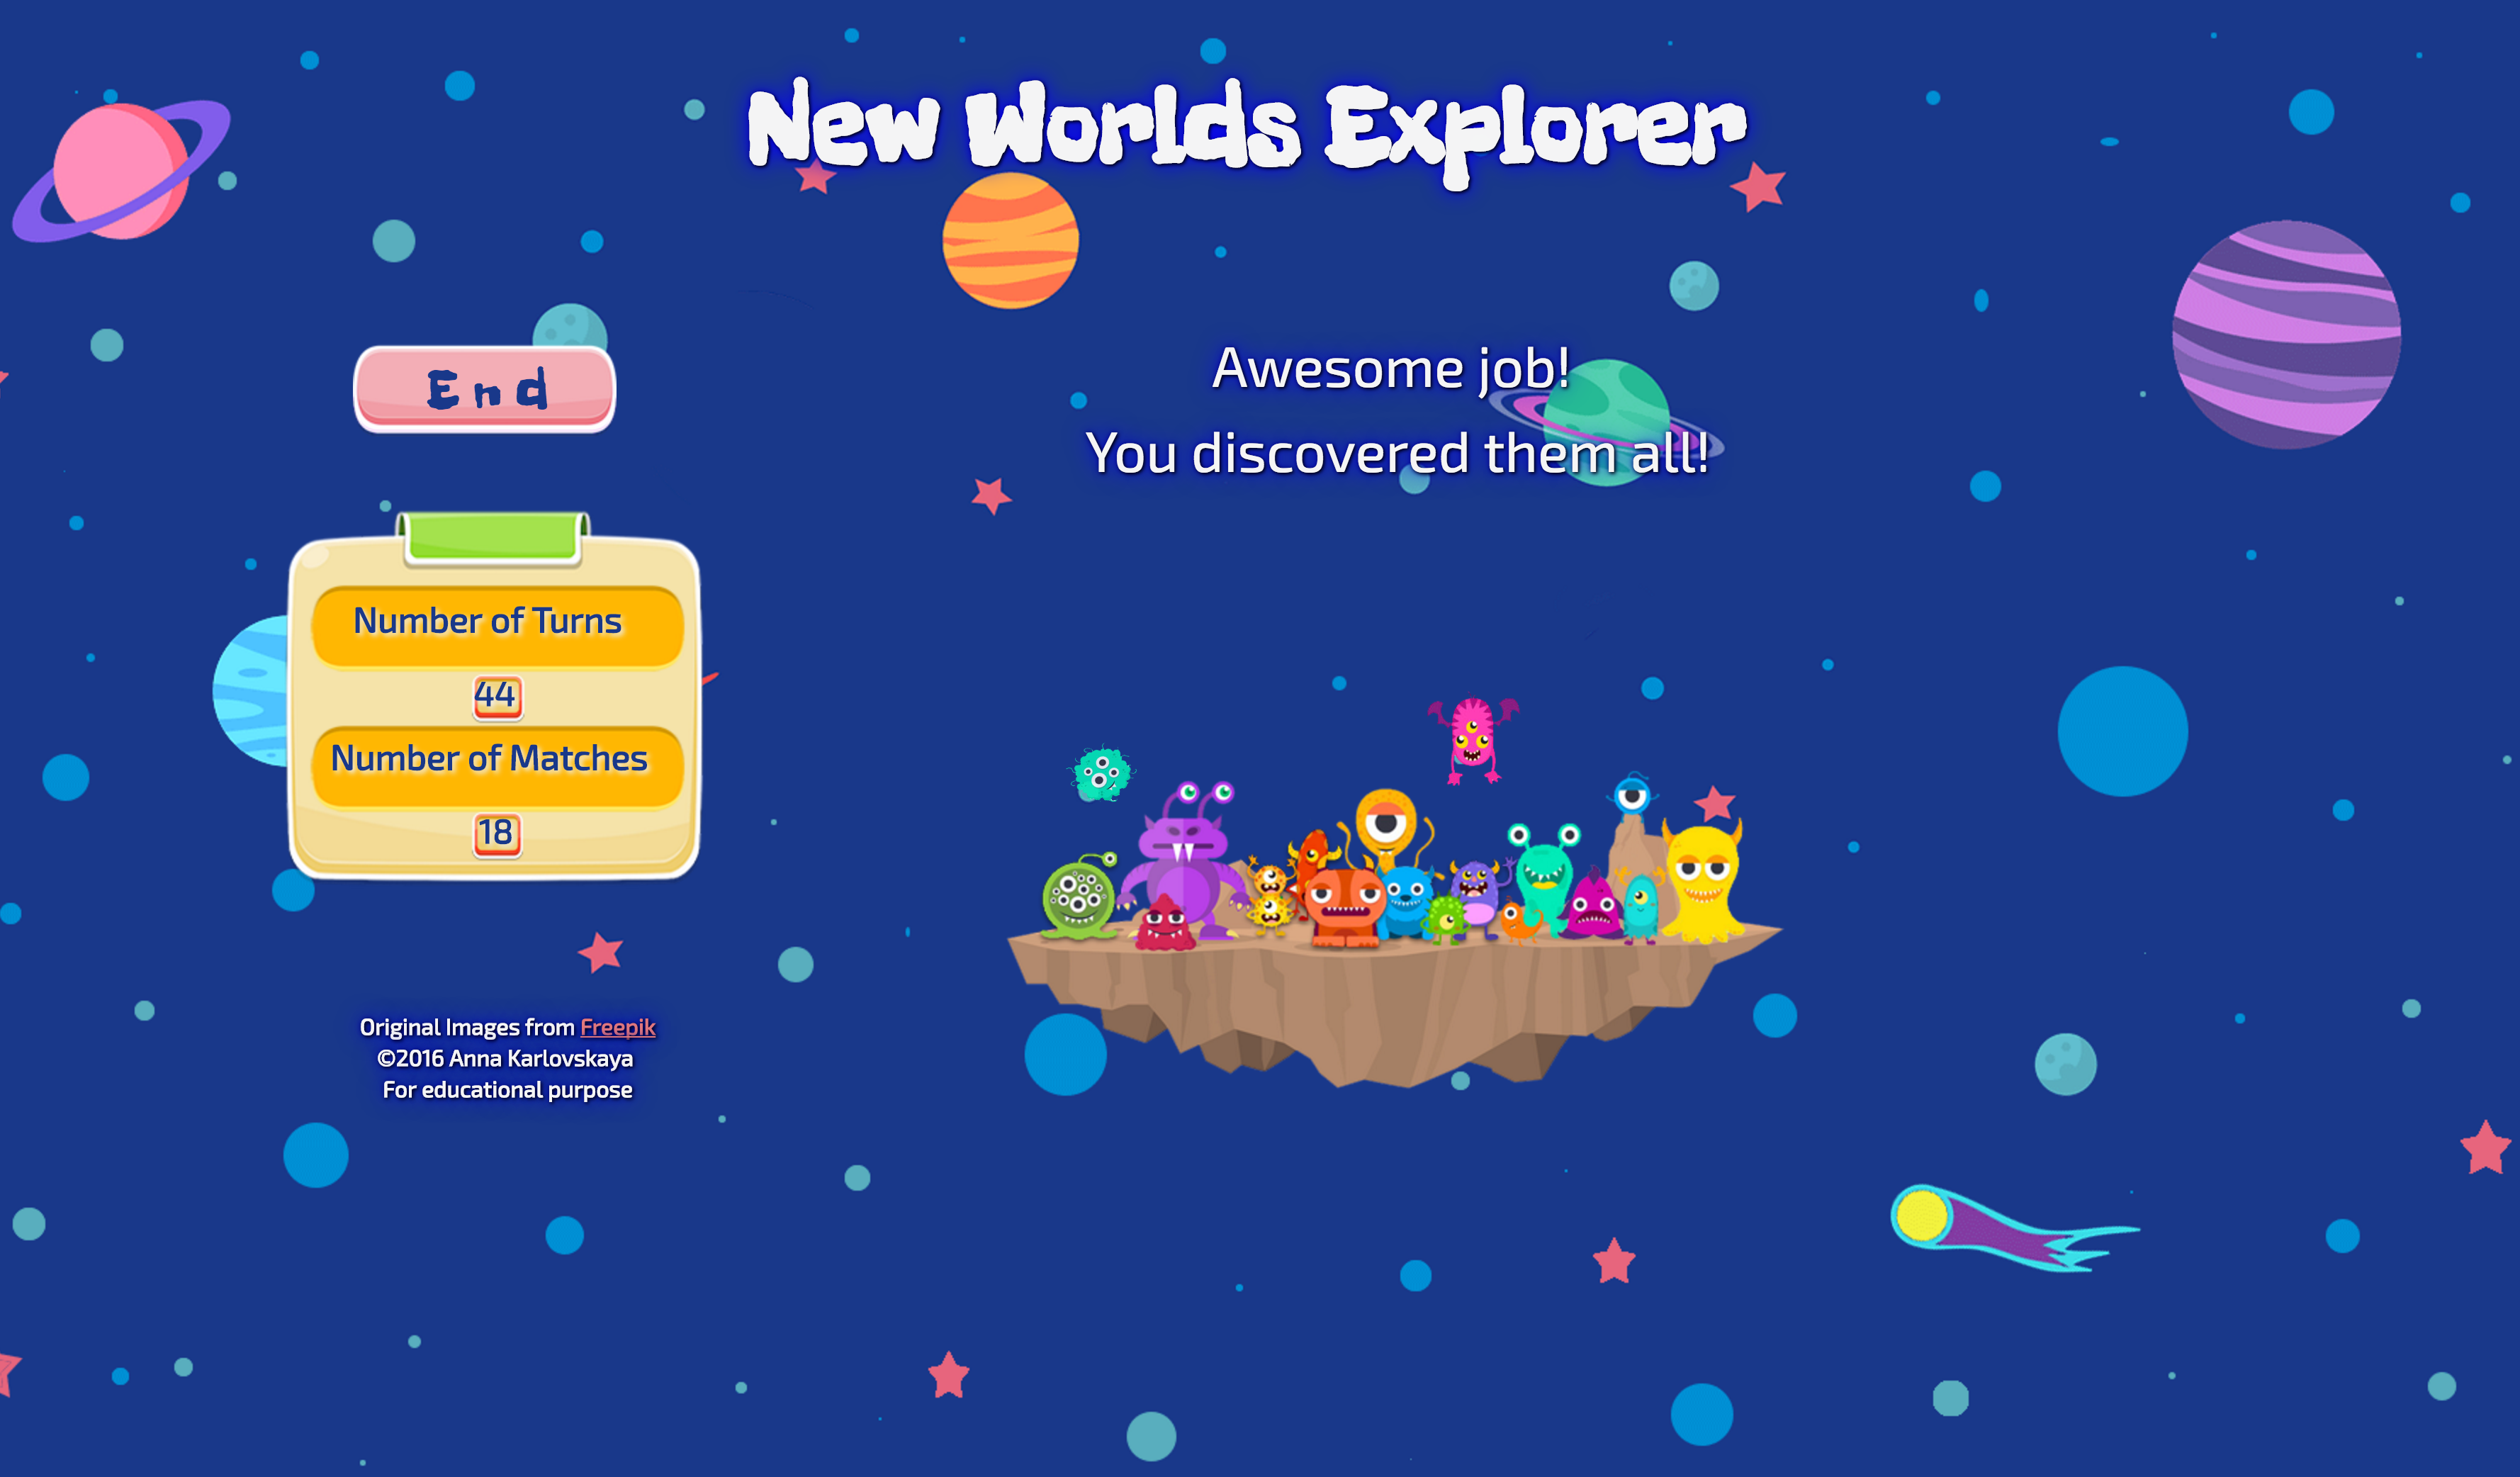 New Worlds Explorer
End
Awesome job!
You discovered them all!
Number of Turns
44
Number of Matches
18
Original Images from Freepik
©2016 Anna Karlovskaya
For educational purpose